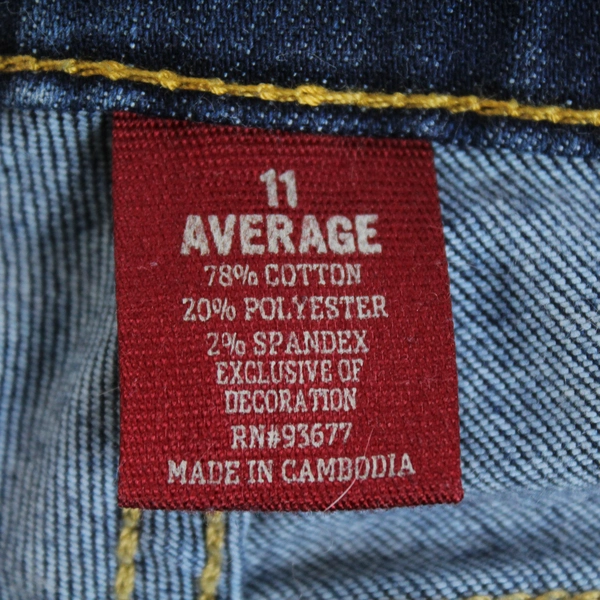 11
AVERAGE
78% COTTON
20% POLYESTER
2% SPANDEX
EXCLUSIVE OF
DECORATION
RN#93677
MADE IN CAMBODIA